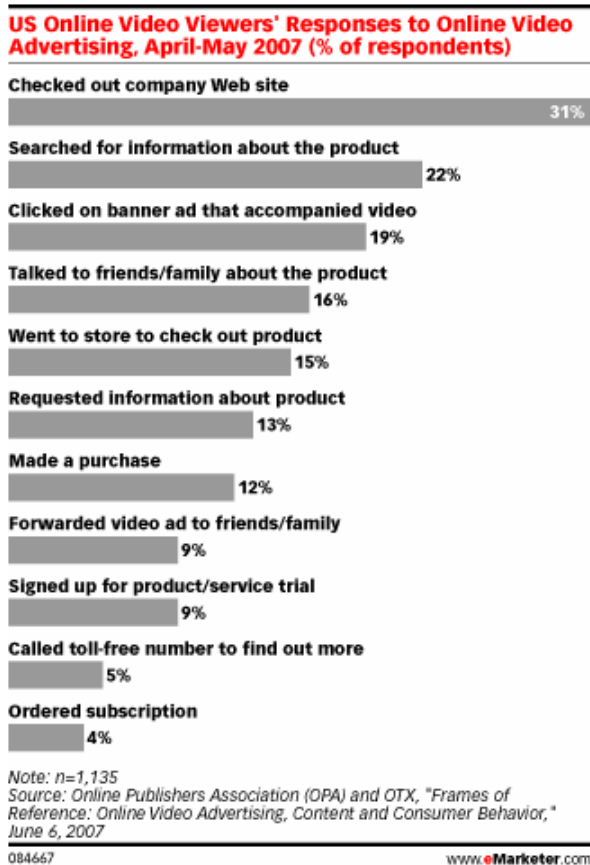 US Online Video Viewers' Responses to Online Video
Advertising, April-May 2007 (% of respondents)
Checked out company Web site
31%
Searched for information about the product
22%
Clicked on banner ad that accompanied video
19%
Talked to friends/family about the product
16%
Went to store to check out product
15%
Requested information about product
13%
Made a purchase
12%
Forwarded video ad to friends/family
9%
Signed up for product/service trial
9%
Called toll-free number to find out more
5%
Ordered subscription
4%
Note: n=1,135
Source: Online Publishers Association (OPA) and OTX, "Frames of
Reference: Online Video Advertising, Content and Consumer Behavior,"
June 6, 2007
084667
www.eMarketer.com